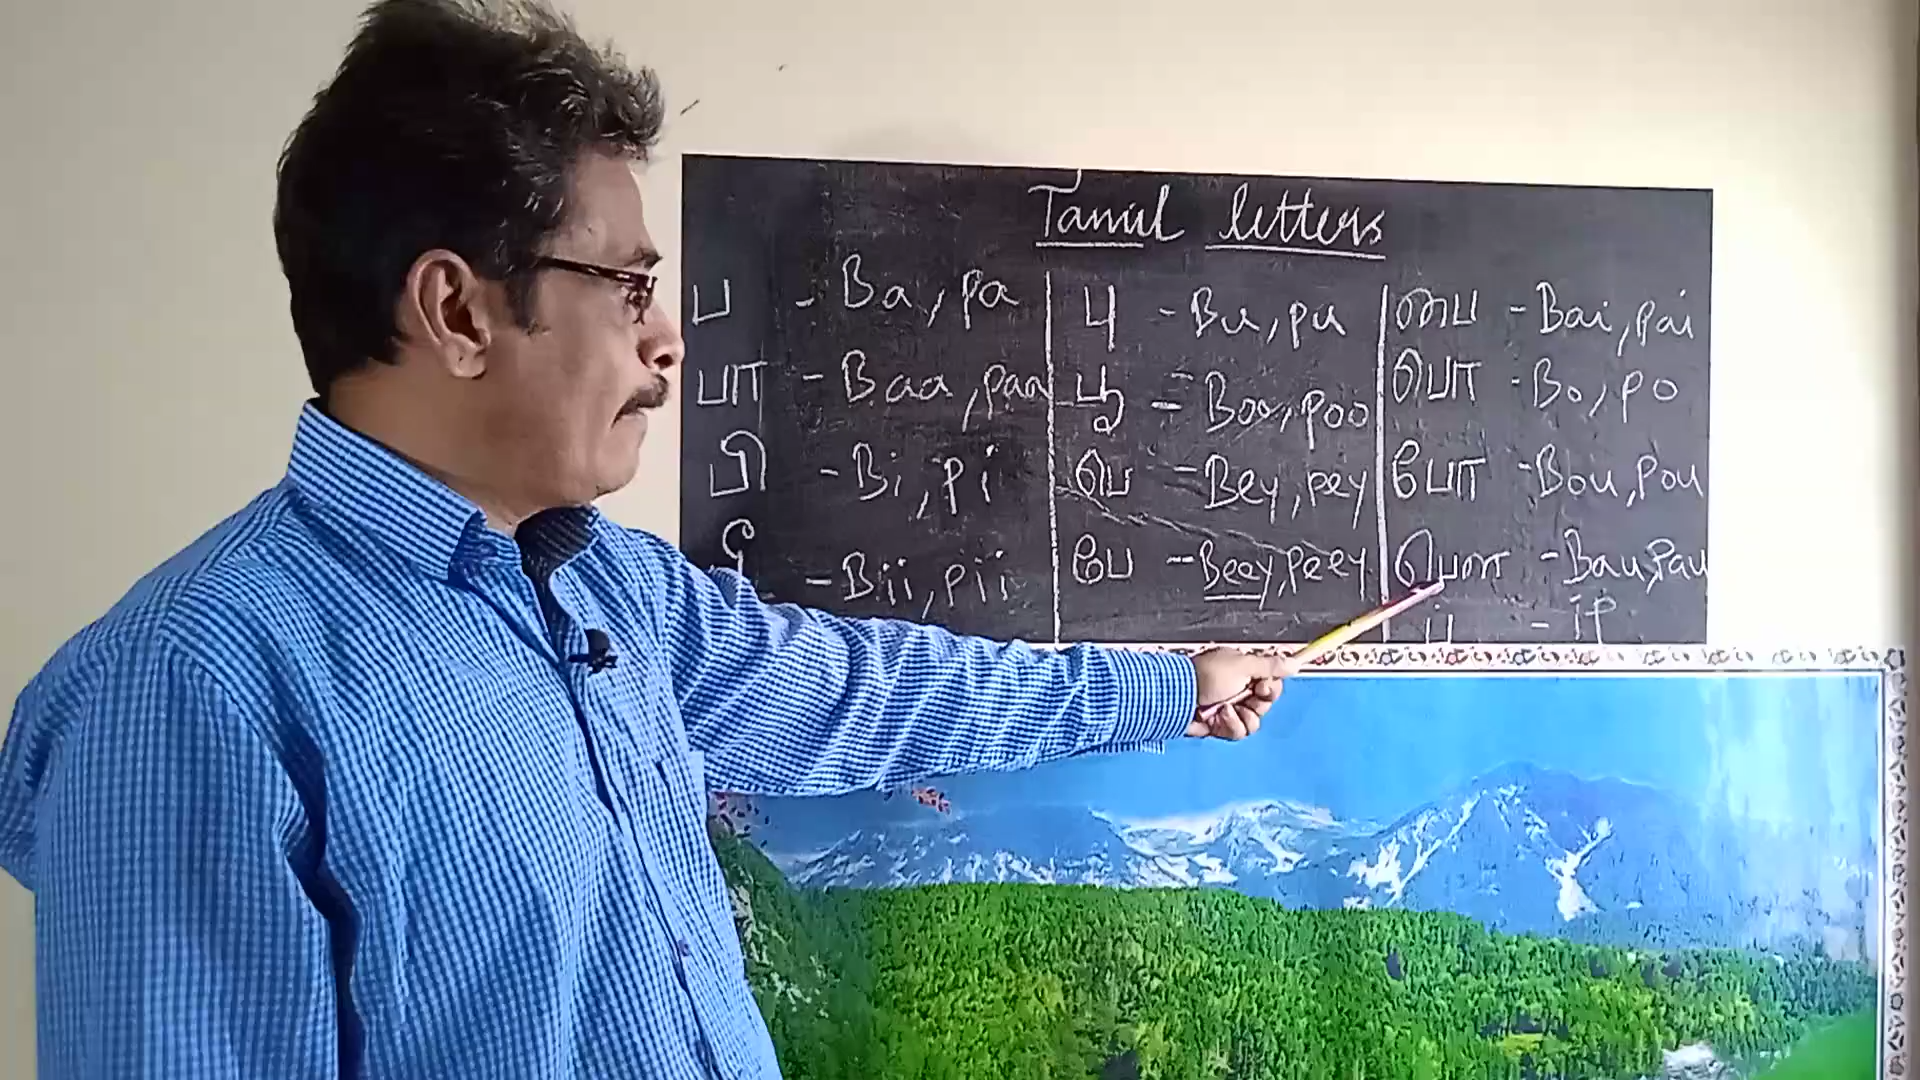 Tamil letters
ப - Ba, pa
பா - Baa, paa
பி - Bi, pi
- Bii, pii
பு - Bu, pu
பூ - Boo, poo
பெ - Bey, pey
பே - Beey, peey
பை - Bai, pai
பொ - Bo, po
போ - Bou, pou
பௌ - Bau, pau
ப் - ip